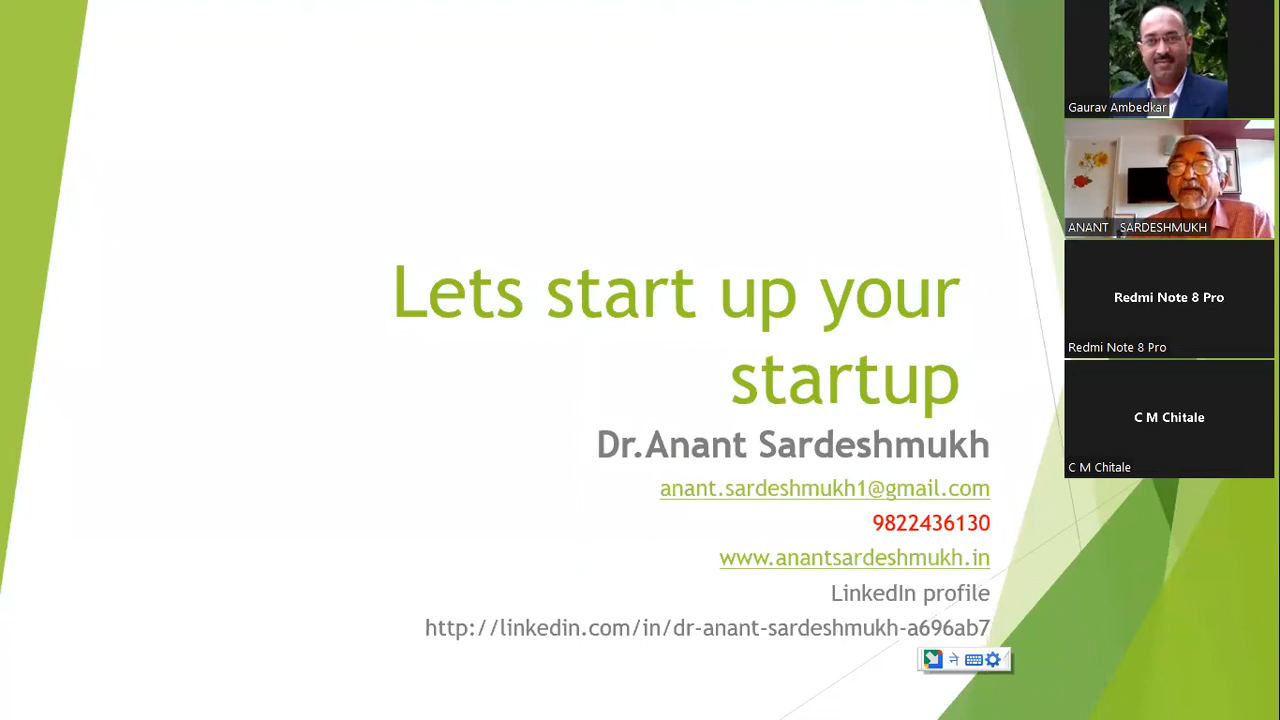 Lets start up your
startup
Dr.Anant Sardeshmukh
anant.sardeshmukh1@gmail.com
9822436130
www.anantsardeshmukh.in
LinkedIn profile
http://linkedin.com/in/dr-anant-sardeshmukh-a696ab7
ने
Gaurav Ambedkar
ANANT SARDESHMUKH
Redmi Note 8 Pro
Redmi Note 8 Pro
C M Chitale
C M Chitale